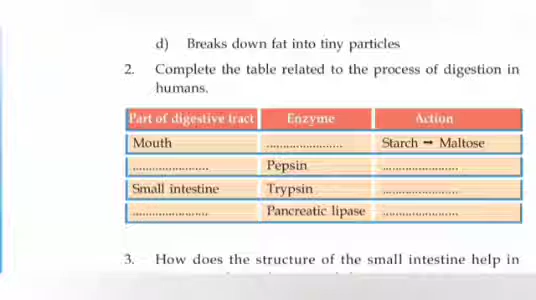 d) Breaks down fat into tiny particles
2. Complete the table related to the process of digestion in
humans.
Part of digestive tract Enzyme Action
Mouth ....................... Starch → Maltose
....................... Pepsin .......................
Small intestine Trypsin .......................
....................... Pancreatic lipase .......................
3. How does the structure of the small intestine help in